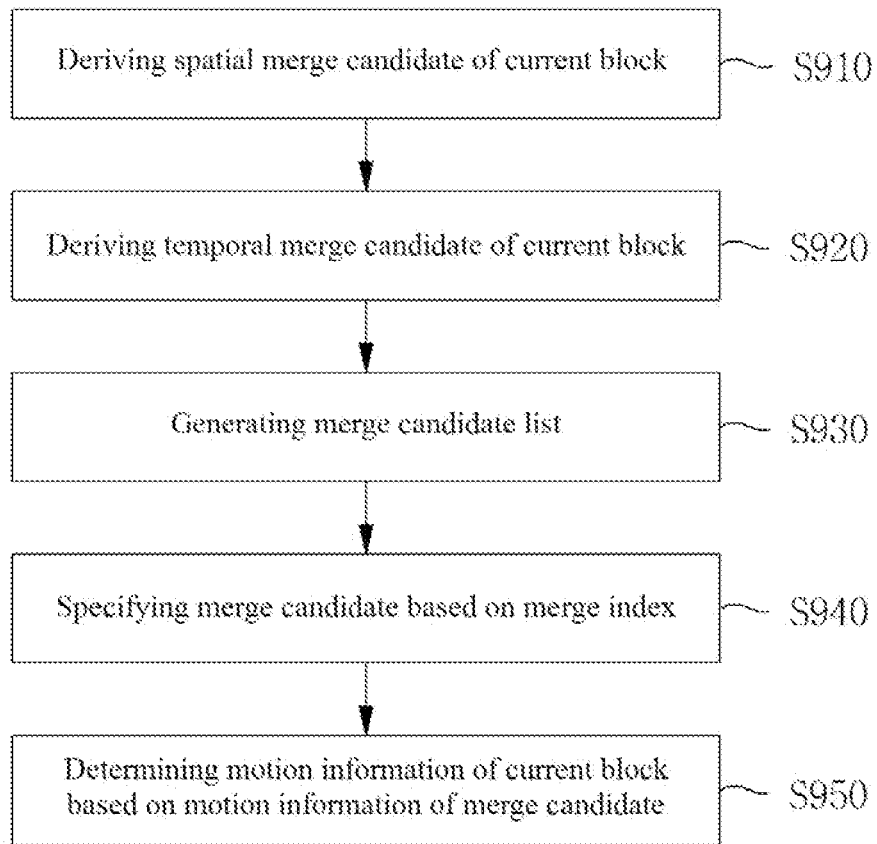 Deriving spatial merge candidate of current block
S910
Deriving temporal merge candidate of current block
S920
Generating merge candidate list
S930
Specifying merge candidate based on merge index
S940
Determining motion information of current block
based on motion information of merge candidate
S950